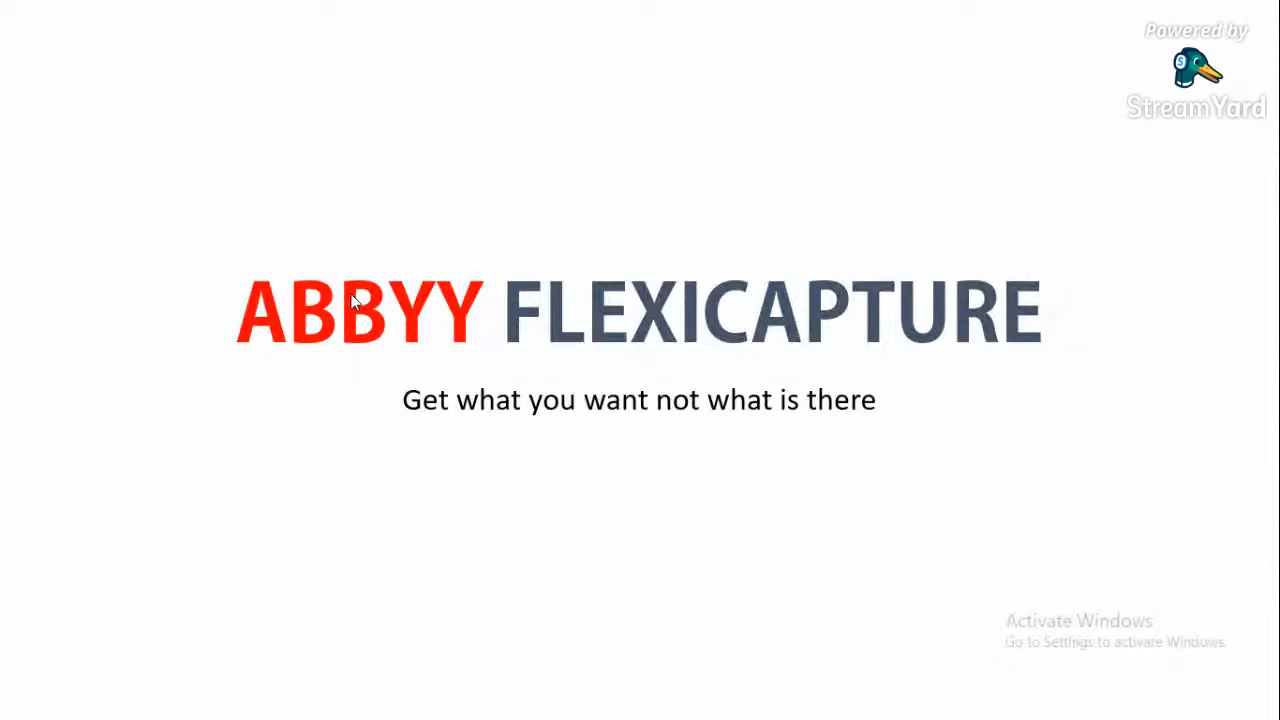 Powered by
S
StreamYard
ABBYY FLEXICAPTURE
Get what you want not what is there
Activate Windows
Go to Settings to activate Windows.